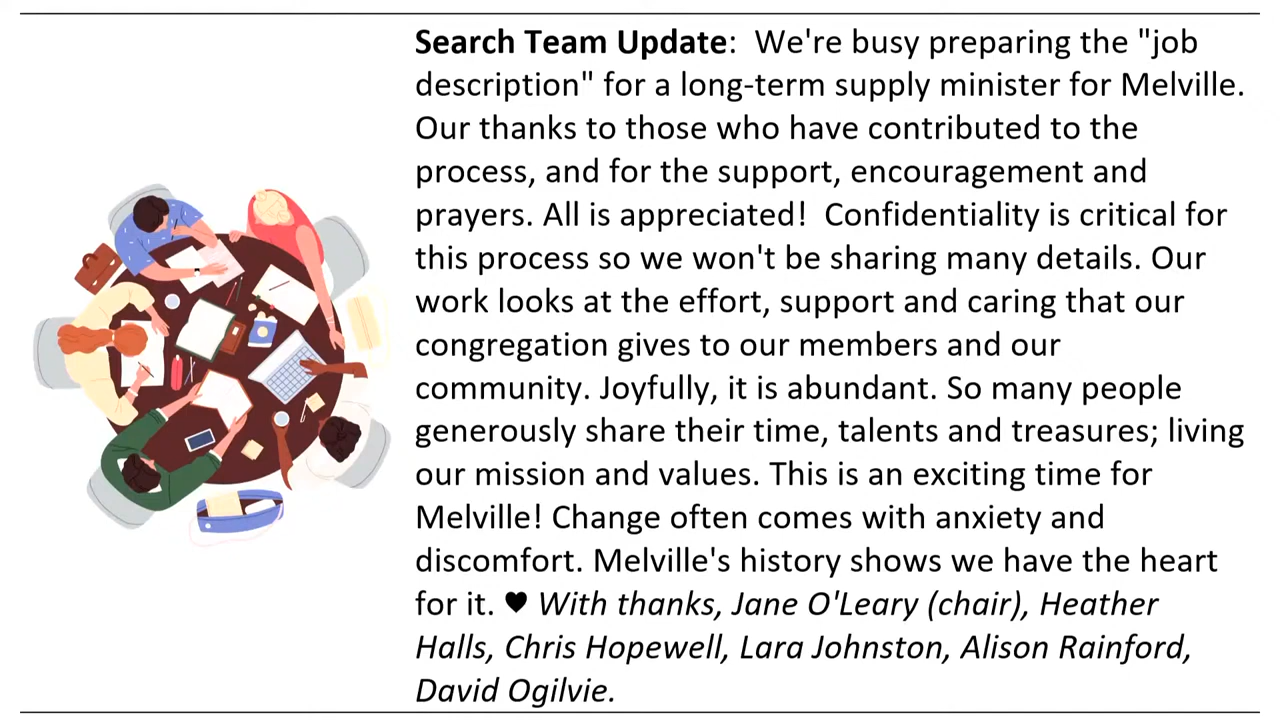 Search Team Update:  We're busy preparing the "job
description" for a long-term supply minister for Melville.
Our thanks to those who have contributed to the
process, and for the support, encouragement and
prayers. All is appreciated!  Confidentiality is critical for
this process so we won't be sharing many details. Our
work looks at the effort, support and caring that our
congregation gives to our members and our
community. Joyfully, it is abundant. So many people
generously share their time, talents and treasures; living
our mission and values. This is an exciting time for
Melville! Change often comes with anxiety and
discomfort. Melville's history shows we have the heart
for it. ♥ With thanks, Jane O'Leary (chair), Heather
Halls, Chris Hopewell, Lara Johnston, Alison Rainford,
David Ogilvie.